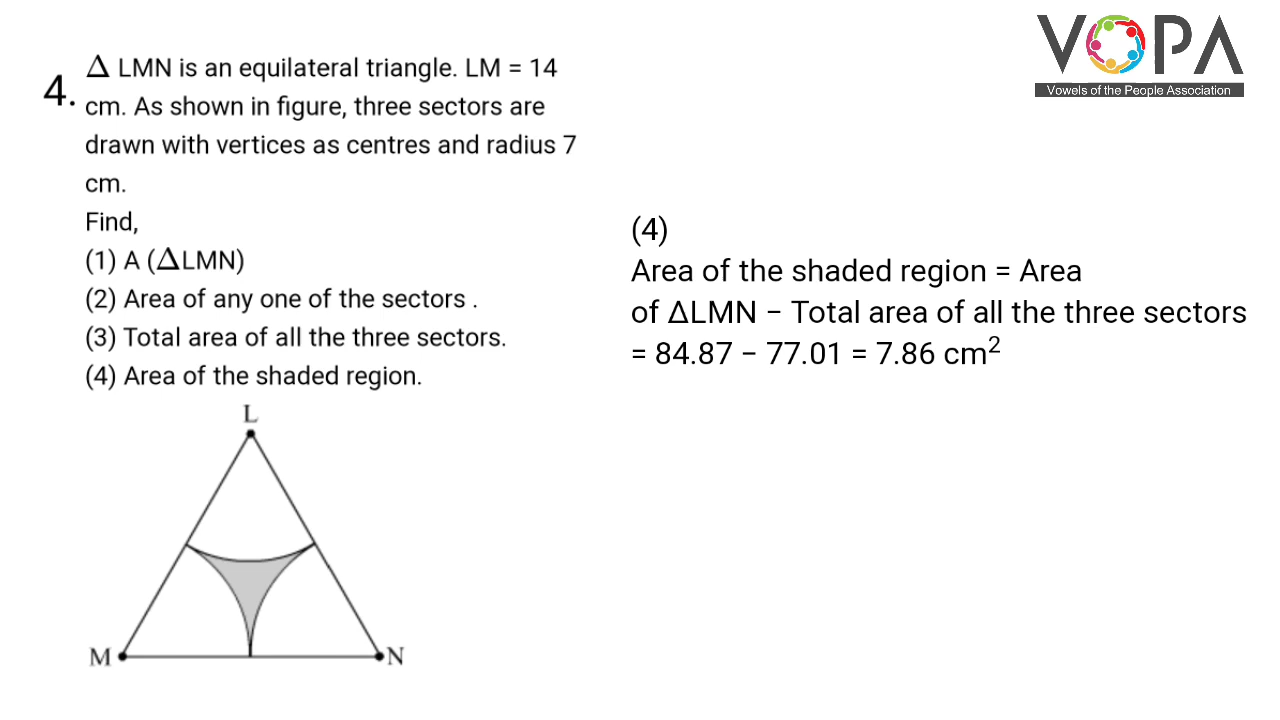 VOPA
Vowels of the People Association
4.
Δ LMN is an equilateral triangle. LM = 14
cm. As shown in figure, three sectors are
drawn with vertices as centres and radius 7
cm.
Find,
(1) A (ΔLMN)
(2) Area of any one of the sectors .
(3) Total area of all the three sectors.
(4) Area of the shaded region.
L
M
N
(4)
Area of the shaded region = Area
of ΔLMN − Total area of all the three sectors
= 84.87 − 77.01 = 7.86 cm²